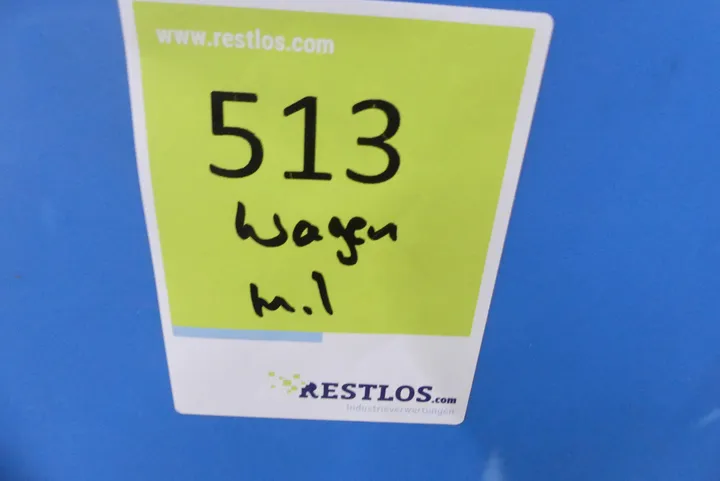 www.restlos.com
513
Wagen
m.1
RESTLOS.com
Industrieverwertungen